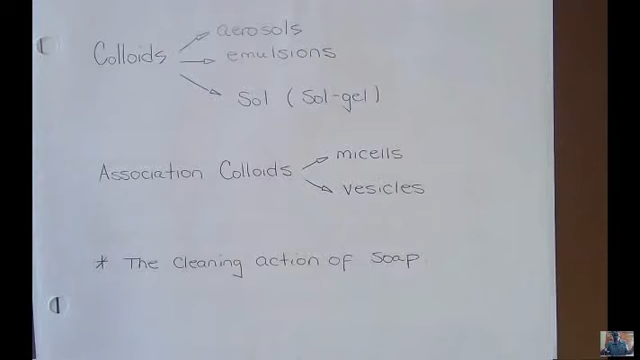 aerosols
Colloids
emulsions
Sol (Sol-gel)
micells
Association Colloids
vesicles
* The cleaning action of soap